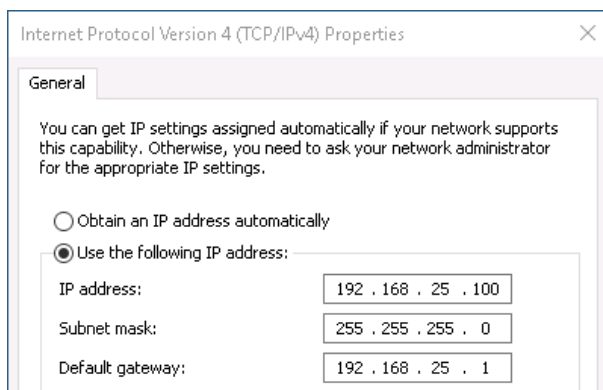 Internet Protocol Version 4 (TCP/IPv4) Properties
General
You can get IP settings assigned automatically if your network supports
this capability. Otherwise, you need to ask your network administrator
for the appropriate IP settings.
Obtain an IP address automatically
Use the following IP address:
IP address: 192 . 168 . 25 . 100
Subnet mask: 255 . 255 . 255 . 0
Default gateway: 192 . 168 . 25 . 1